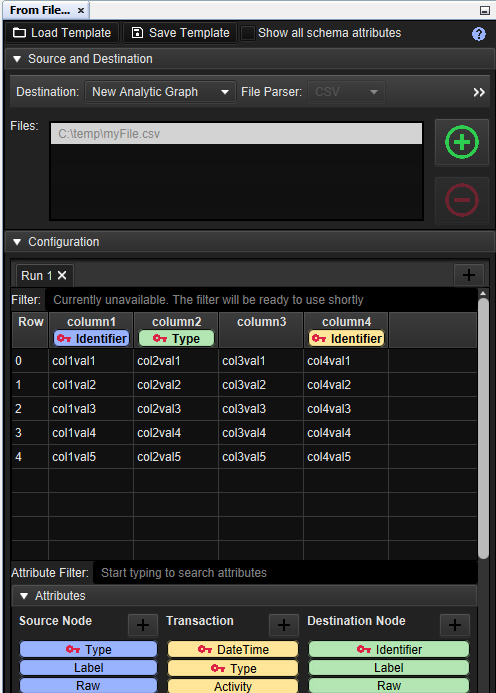 From File... ×
Load Template Save Template Show all schema attributes ?
Source and Destination
Destination: New Analytic Graph File Parser: CSV »
Files: C:\temp\myFile.csv
Configuration
Run 1 X
Filter: Currently unavailable. The filter will be ready to use shortly
Row column1 column2 column3 column4
Identifier Type Identifier
0 col1val1 col2val1 col3val1 col4val1
1 col1val2 col2val2 col3val2 col4val2
2 col1val3 col2val3 col3val3 col4val3
3 col1val4 col2val4 col3val4 col4val4
4 col1val5 col2val5 col3val5 col4val5
Attribute Filter: Start typing to search attributes
Attributes
Source Node + Transaction + Destination Node +
Type DateTime Identifier
Label Type Label
Raw Activity Raw